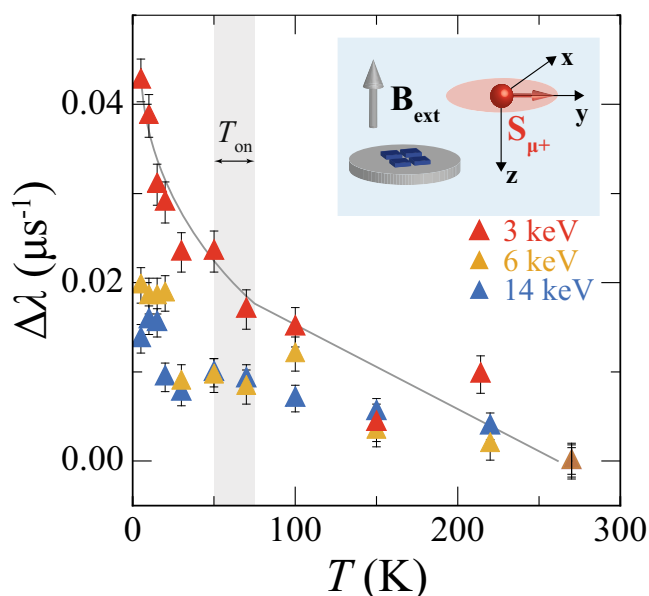 0.04
0.02
0.00
Δλ (μs⁻¹)
T_on
B_ext
x
y
z
S_μ+
3 keV
6 keV
14 keV
0
100
200
300
T (K)